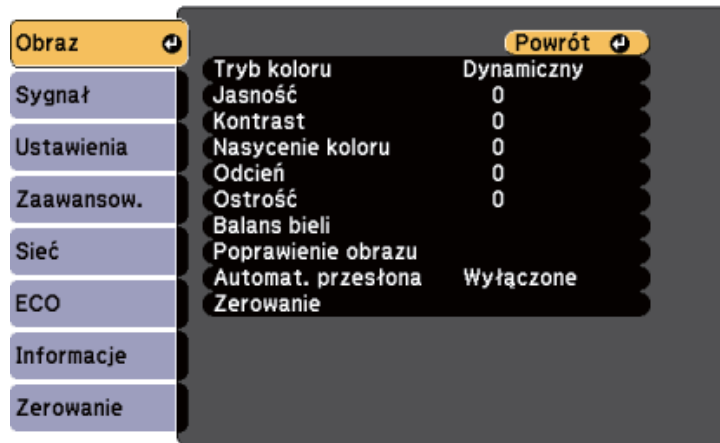 Obraz
Sygnał
Ustawienia
Zaawansow.
Sieć
ECO
Informacje
Zerowanie
Powrót
Tryb koloru Dynamiczny
Jasność 0
Kontrast 0
Nasycenie koloru 0
Odcień 0
Ostrość 0
Balans bieli
Poprawienie obrazu
Automat. przesłona Wyłączone
Zerowanie